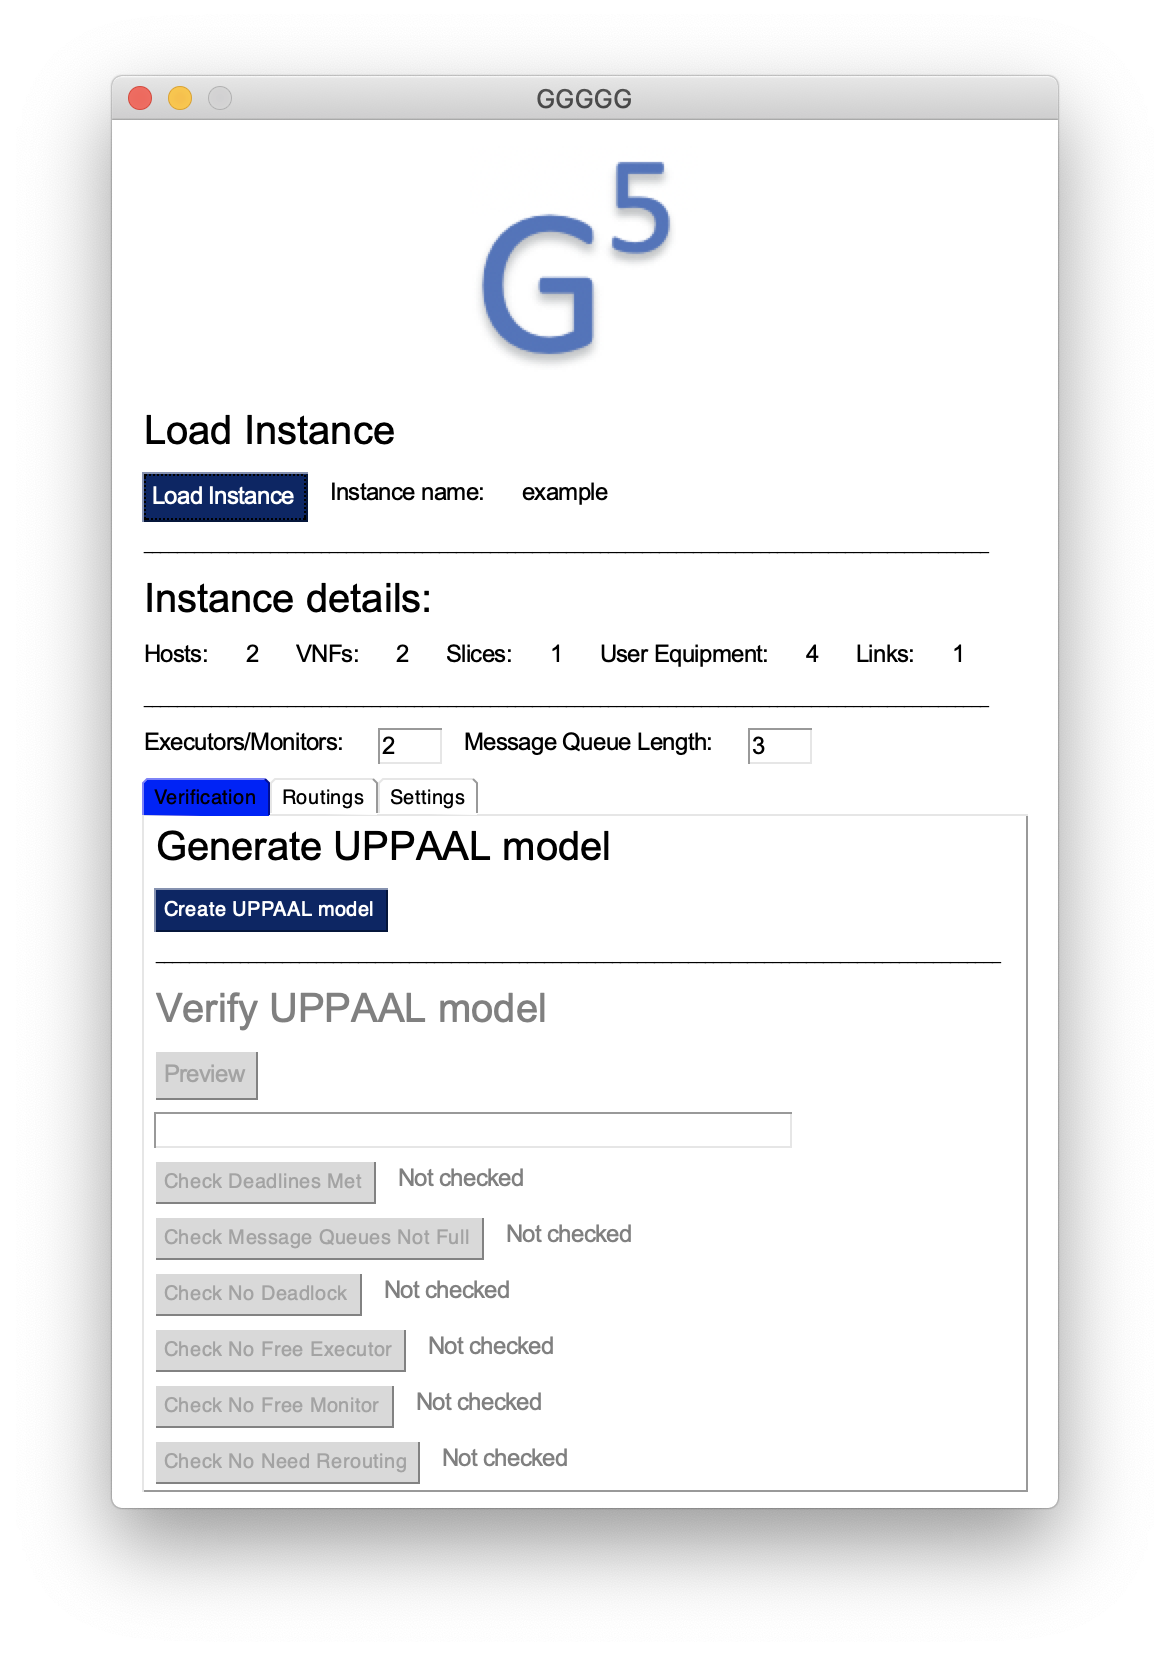 GGGGG
G5
Load Instance
Load Instance Instance name: example
Instance details:
Hosts: 2 VNFs: 2 Slices: 1 User Equipment: 4 Links: 1
Executors/Monitors: 2 Message Queue Length: 3
Verification Routings Settings
Generate UPPAAL model
Create UPPAAL model
Verify UPPAAL model
Preview
Check Deadlines Met Not checked
Check Message Queues Not Full Not checked
Check No Deadlock Not checked
Check No Free Executor Not checked
Check No Free Monitor Not checked
Check No Need Rerouting Not checked